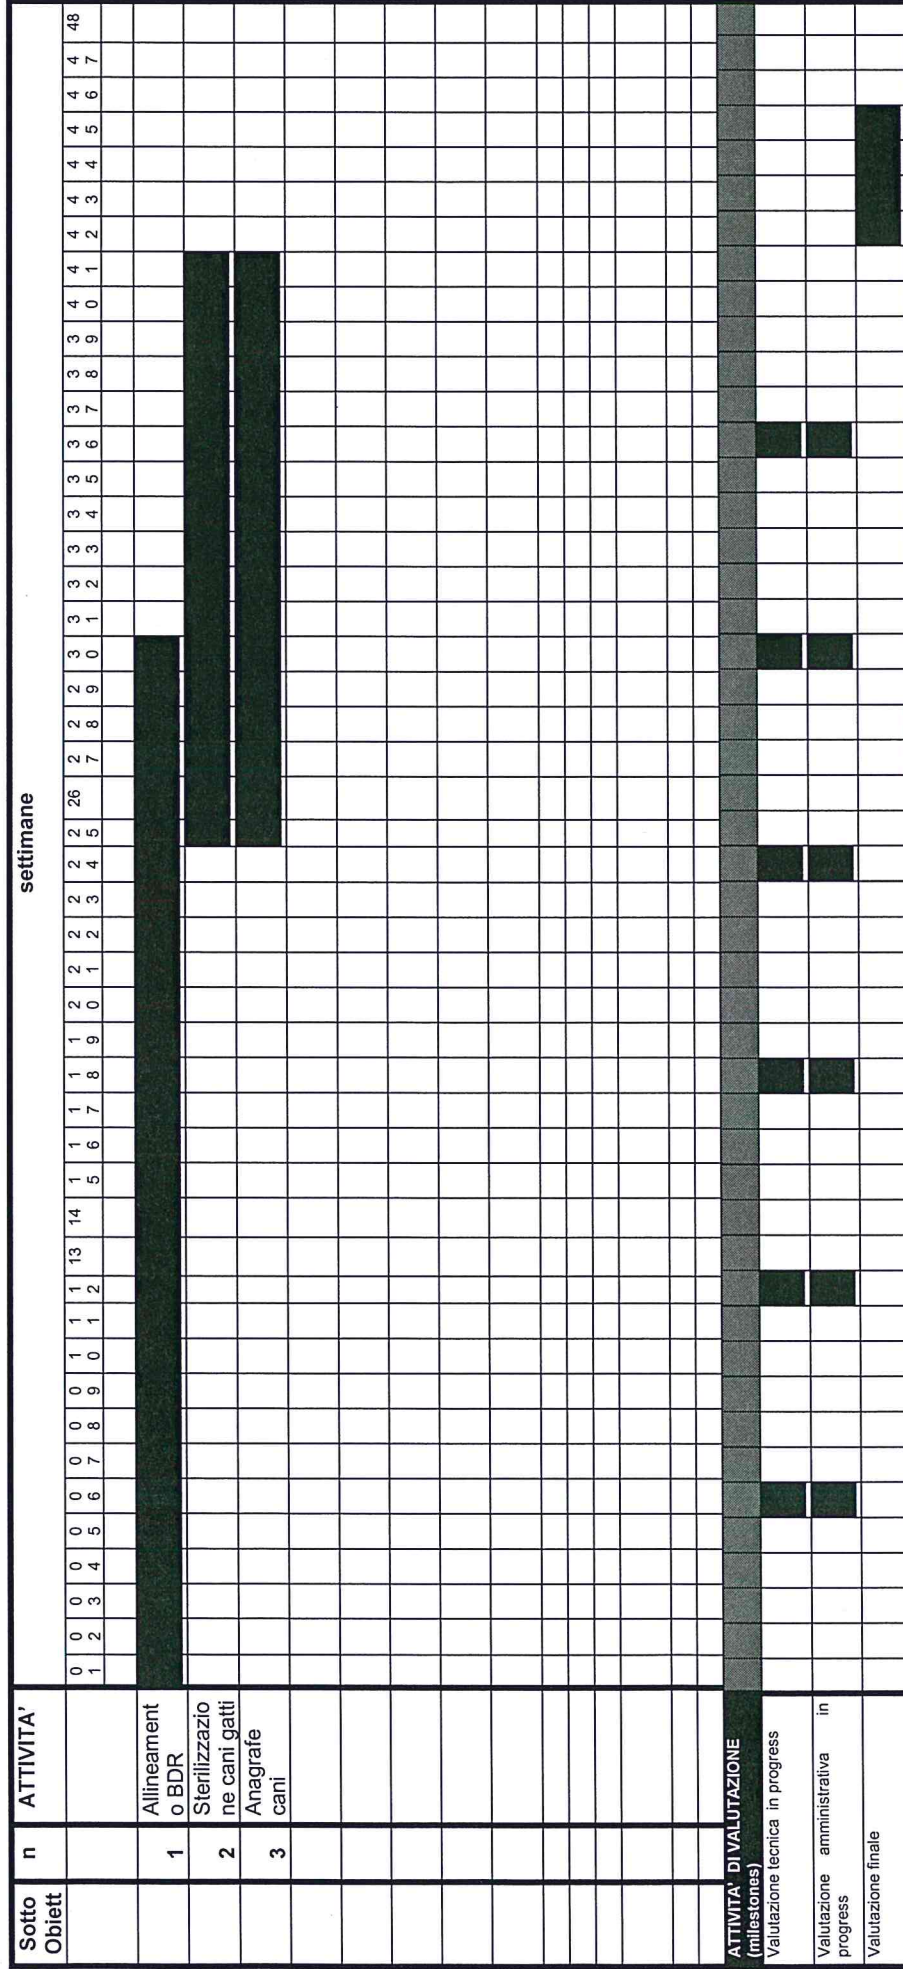 Sotto n ATTIVITA' settimane
Obiett
01 02 03 04 05 06 07 08 09 10 11 12 13 14 15 16 17 18 19 20 21 22 23 24 25 26 27 28 29 30 31 32 33 34 35 36 37 38 39 40 41 42 43 44 45 46 47 48
1 Allineament
o BDR
2 Sterilizzazio
ne cani gatti
3 Anagrafe
cani
ATTIVITA' DI VALUTAZIONE
(milestones)
Valutazione tecnica in progress
Valutazione amministrativa in
progress
Valutazione finale